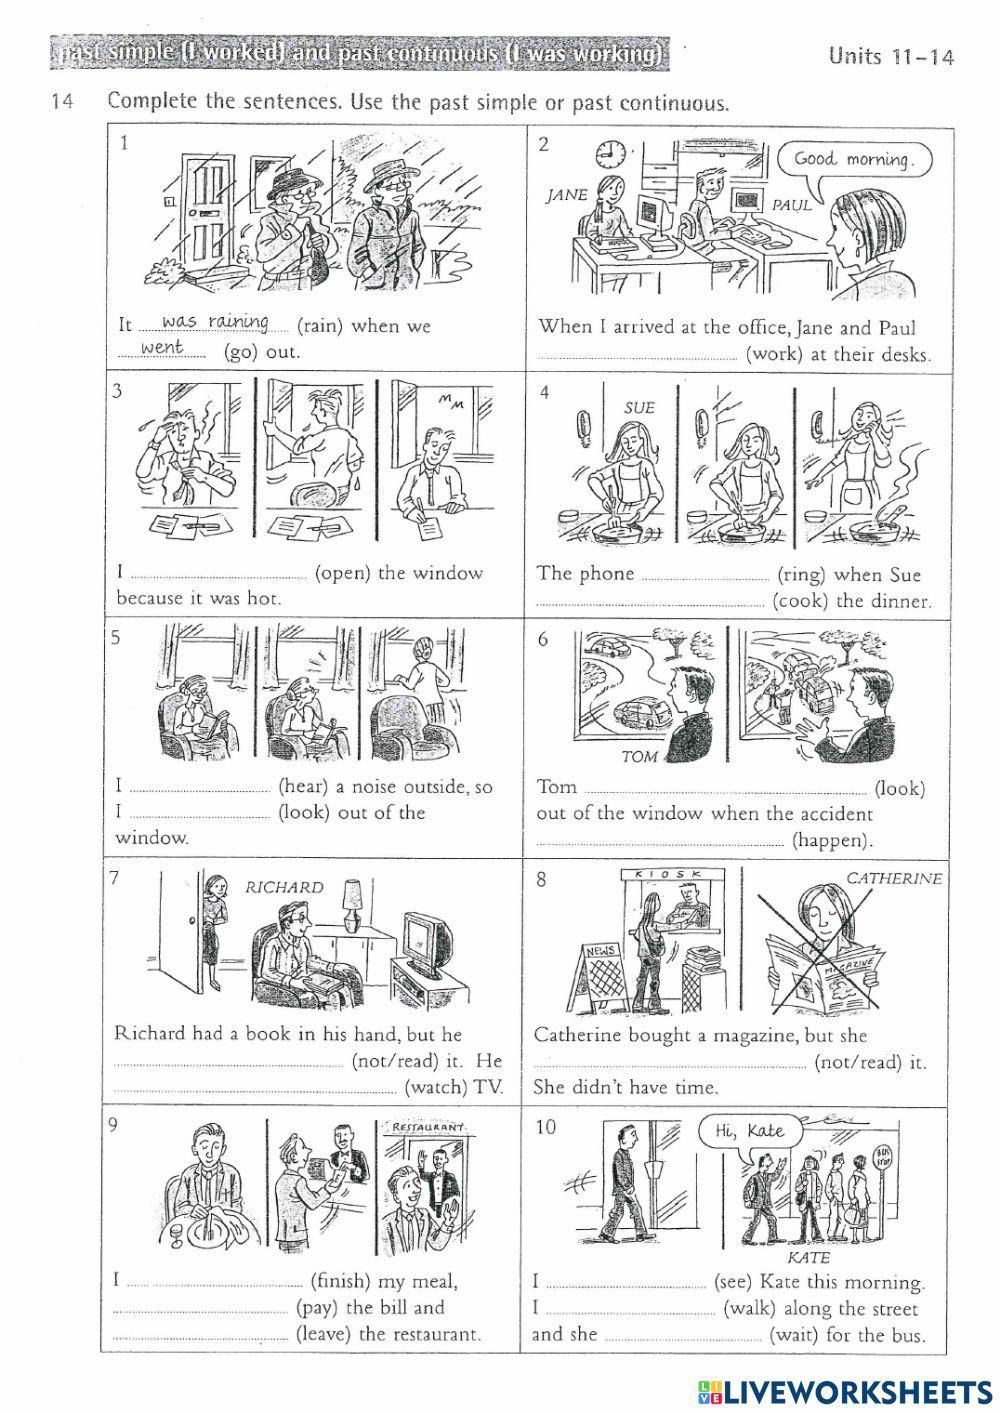 past simple (I worked) and past continuous (I was working)
Units 11–14
14 Complete the sentences. Use the past simple or past continuous.
1
It was raining (rain) when we
went (go) out.
2
JANE
PAUL
Good morning.
When I arrived at the office, Jane and Paul
(work) at their desks.
3
I (open) the window
because it was hot.
4
SUE
The phone (ring) when Sue
(cook) the dinner.
5
I (hear) a noise outside, so
I (look) out of the
window.
6
TOM
Tom (look)
out of the window when the accident
(happen).
7
RICHARD
Richard had a book in his hand, but he
(not/read) it. He
(watch) TV.
8
KIOSK
CATHERINE
NEWS
MAGAZINE
Catherine bought a magazine, but she
(not/read) it.
She didn't have time.
9
RESTAURANT
I (finish) my meal,
(pay) the bill and
(leave) the restaurant.
10
Hi, Kate
BUS
STOP
KATE
I (see) Kate this morning.
I (walk) along the street
and she (wait) for the bus.
LIVE
LIVEWORKSHEETS